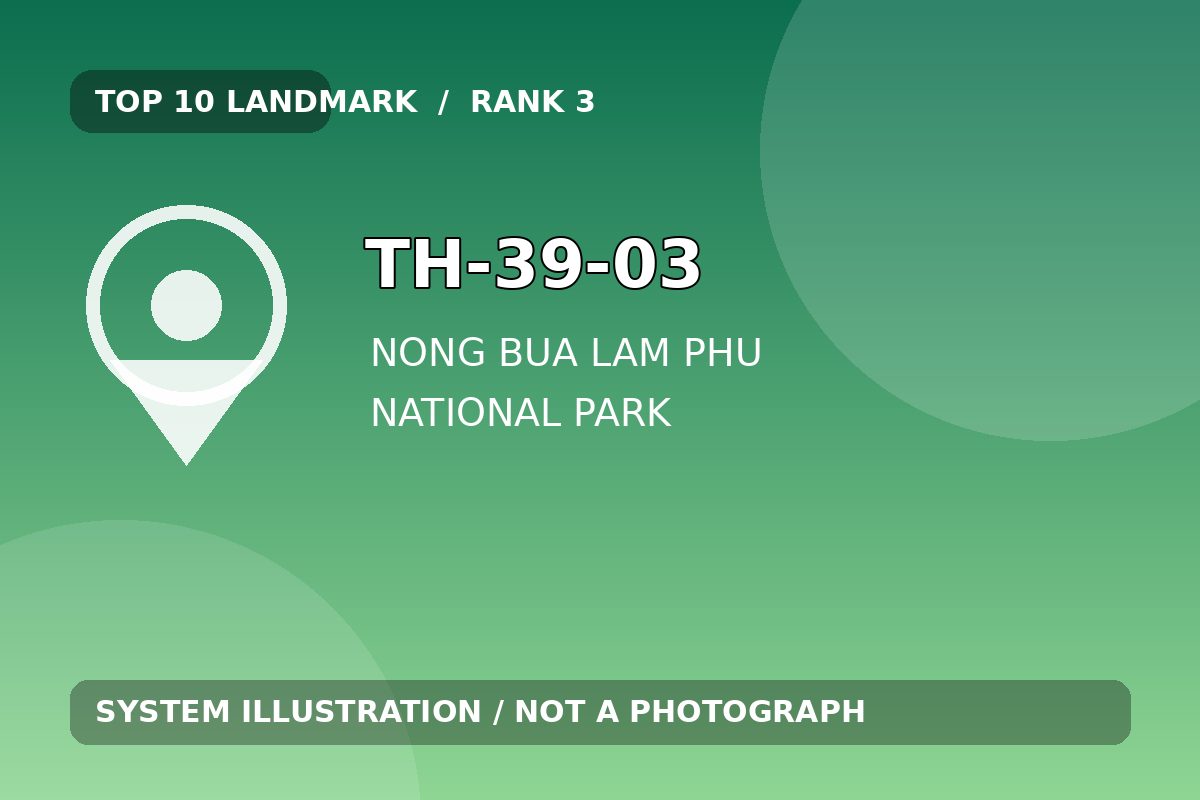 TOP 10 LANDMARK / RANK 3
TH-39-03
NONG BUA LAM PHU
NATIONAL PARK
SYSTEM ILLUSTRATION / NOT A PHOTOGRAPH